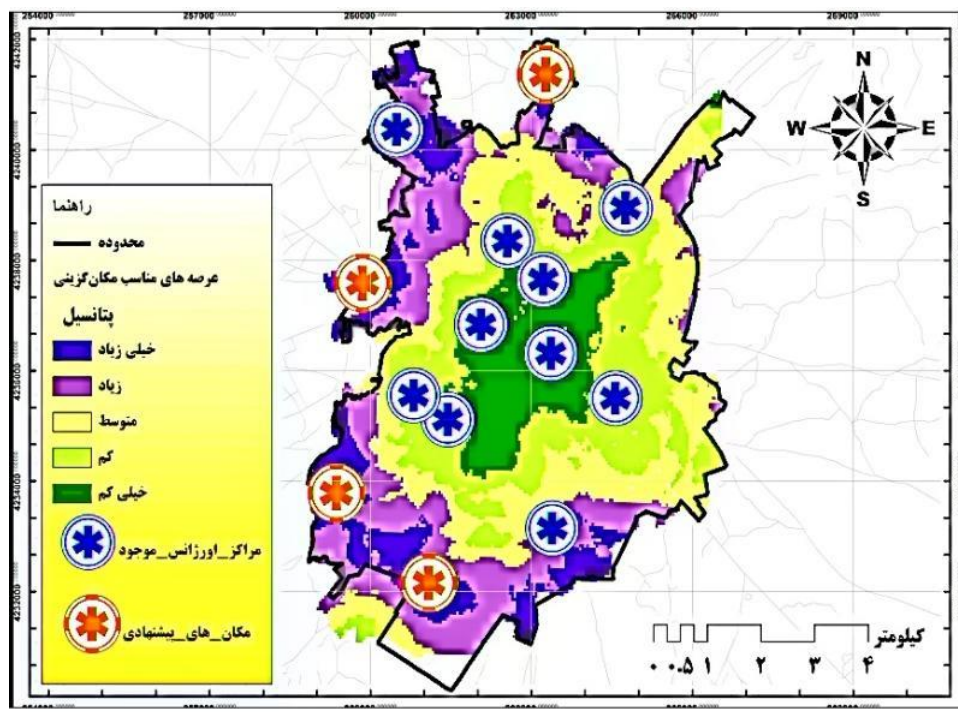 254000 257000 260000 263000 266000 269000
4242000
4240000
4238000
4236000
4234000
4232000
N
W E
S
راهنما
محدوده
عرصه های مناسب مکان‌گزینی
پتانسیل
خیلی زیاد
زیاد
متوسط
کم
خیلی کم
مراکز_اورژانس_موجود
مکان_های_پیشنهادی
کیلومتر
۰ ۰.۵ ۱ ۲ ۳ ۴